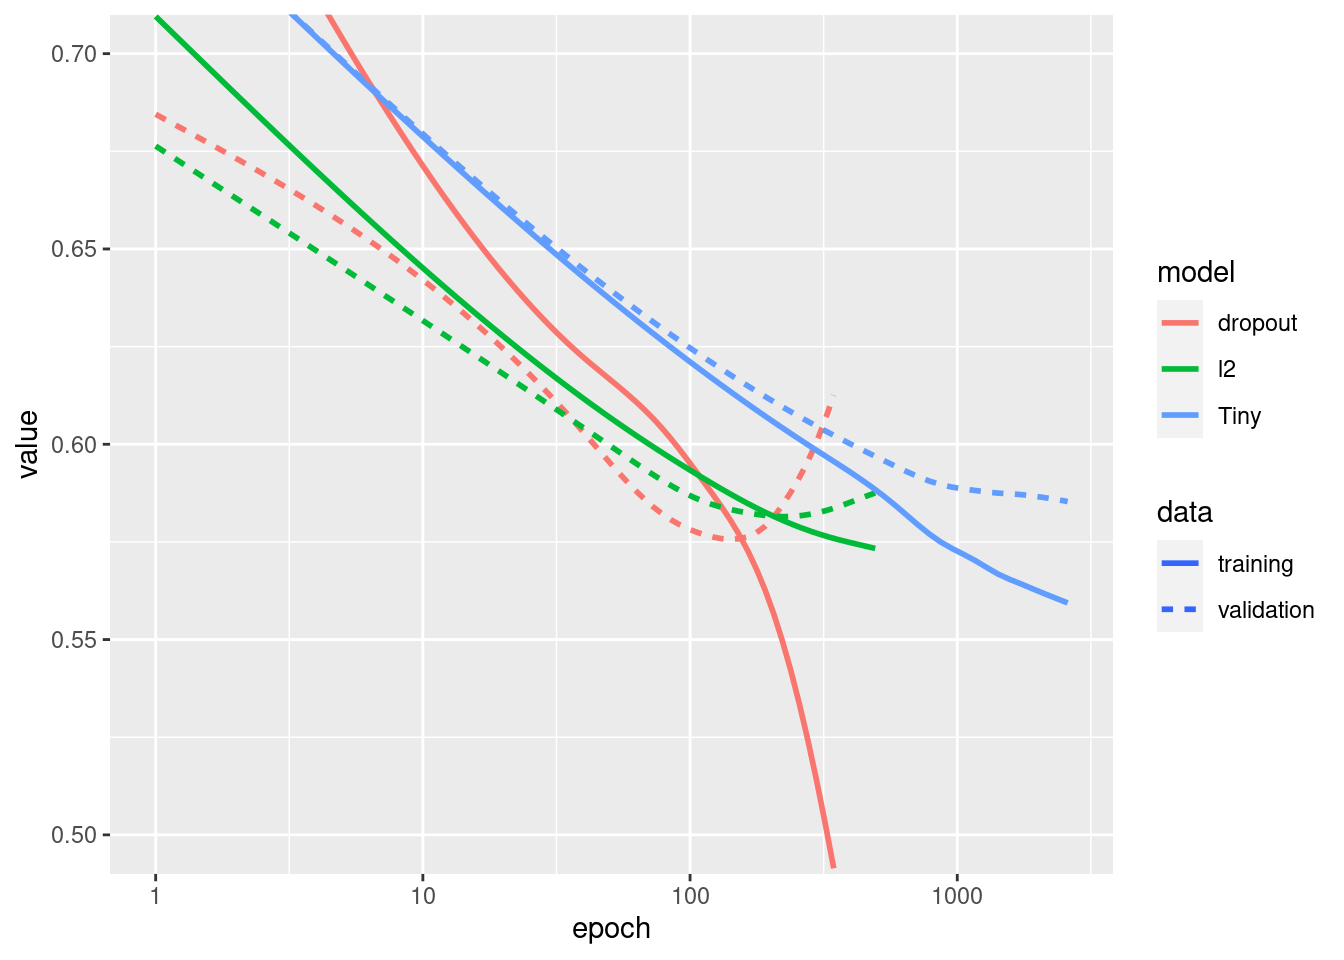 0.70
0.65
0.60
0.55
0.50
value
1
10
100
1000
epoch
model
dropout
l2
Tiny
data
training
validation